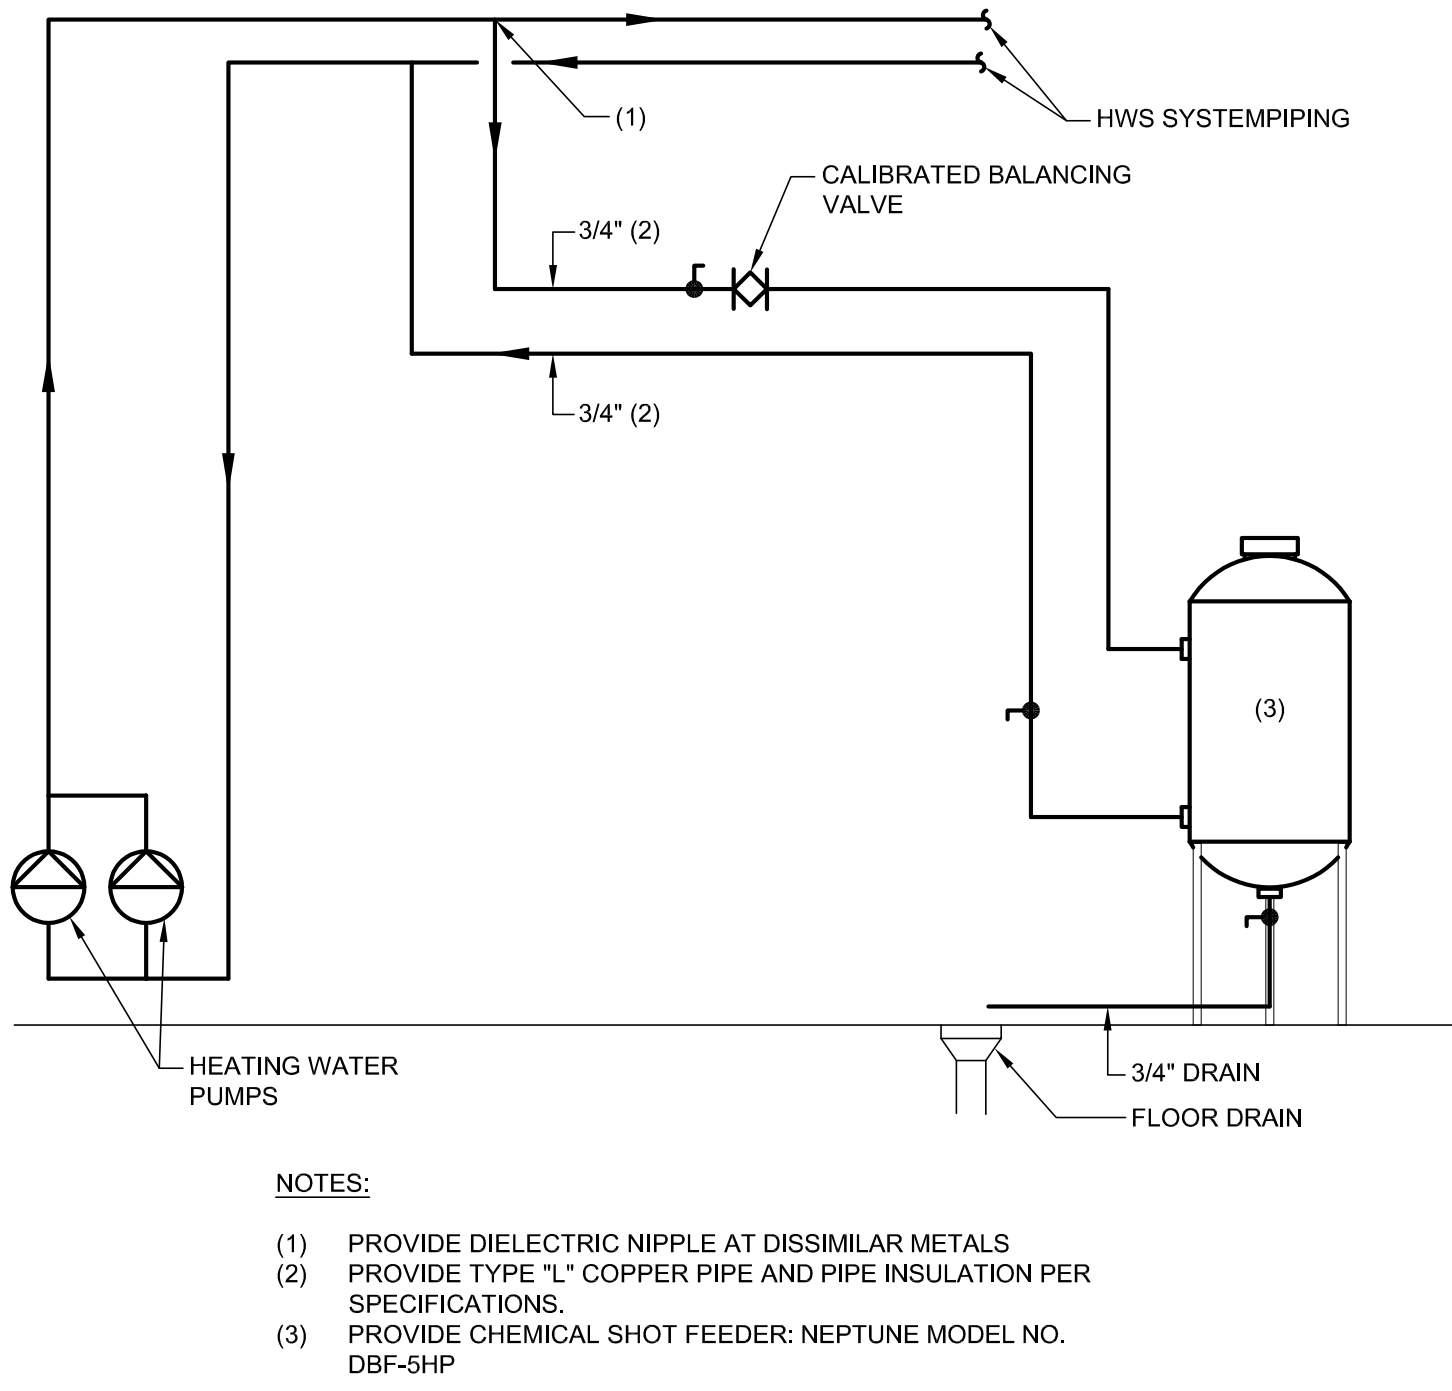 (1)
HWS SYSTEMPIPING
CALIBRATED BALANCING
VALVE
3/4" (2)
3/4" (2)
(3)
HEATING WATER
PUMPS
3/4" DRAIN
FLOOR DRAIN
NOTES:
(1) PROVIDE DIELECTRIC NIPPLE AT DISSIMILAR METALS
(2) PROVIDE TYPE "L" COPPER PIPE AND PIPE INSULATION PER
SPECIFICATIONS.
(3) PROVIDE CHEMICAL SHOT FEEDER: NEPTUNE MODEL NO.
DBF-5HP